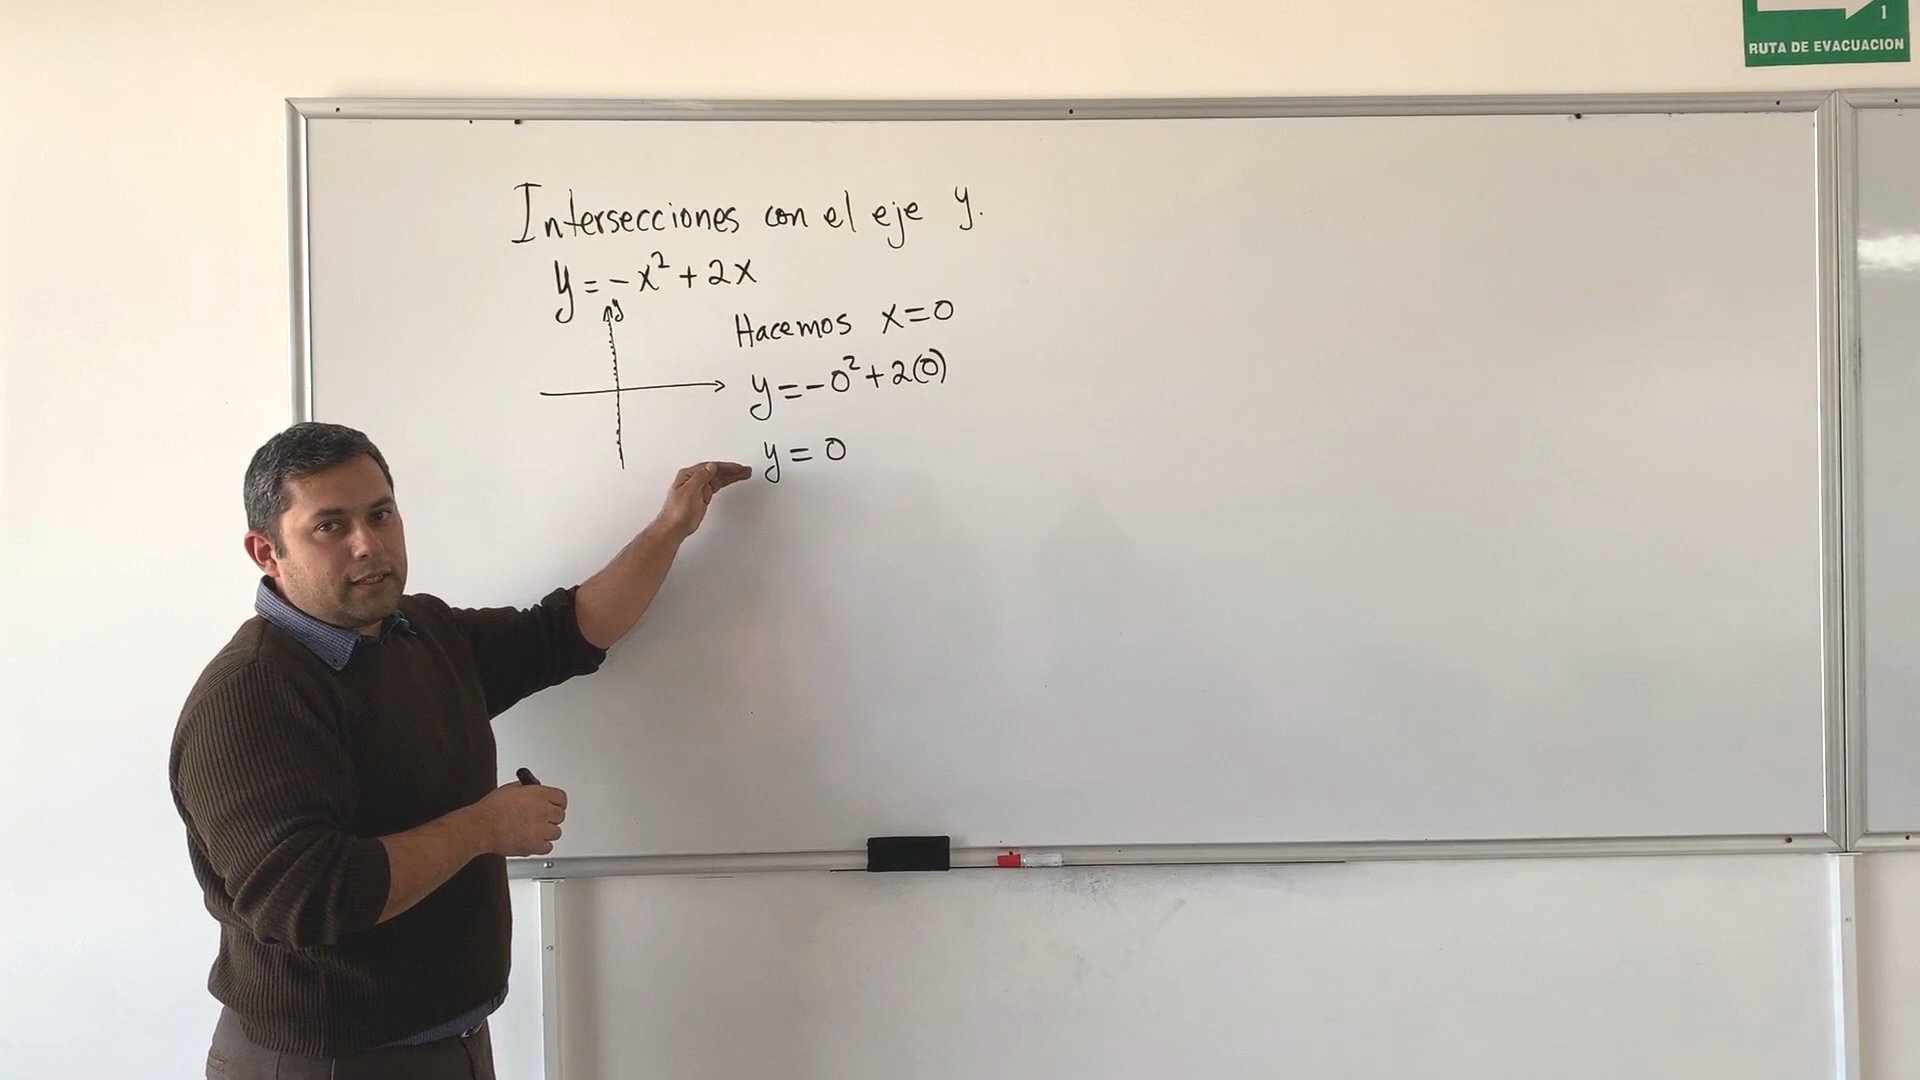 1
RUTA DE EVACUACION
Intersecciones con el eje y.
y = -x² + 2x
y
Hacemos x=0
y = -0² + 2(0)
y = 0